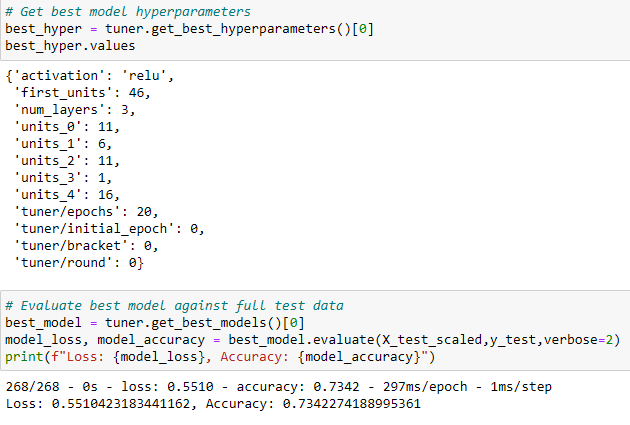 # Get best model hyperparameters
best_hyper = tuner.get_best_hyperparameters()[0]
best_hyper.values
{'activation': 'relu',
 'first_units': 46,
 'num_layers': 3,
 'units_0': 11,
 'units_1': 6,
 'units_2': 11,
 'units_3': 1,
 'units_4': 16,
 'tuner/epochs': 20,
 'tuner/initial_epoch': 0,
 'tuner/bracket': 0,
 'tuner/round': 0}
# Evaluate best model against full test data
best_model = tuner.get_best_models()[0]
model_loss, model_accuracy = best_model.evaluate(X_test_scaled,y_test,verbose=2)
print(f"Loss: {model_loss}, Accuracy: {model_accuracy}")
268/268 - 0s - loss: 0.5510 - accuracy: 0.7342 - 297ms/epoch - 1ms/step
Loss: 0.5510423183441162, Accuracy: 0.7342274188995361